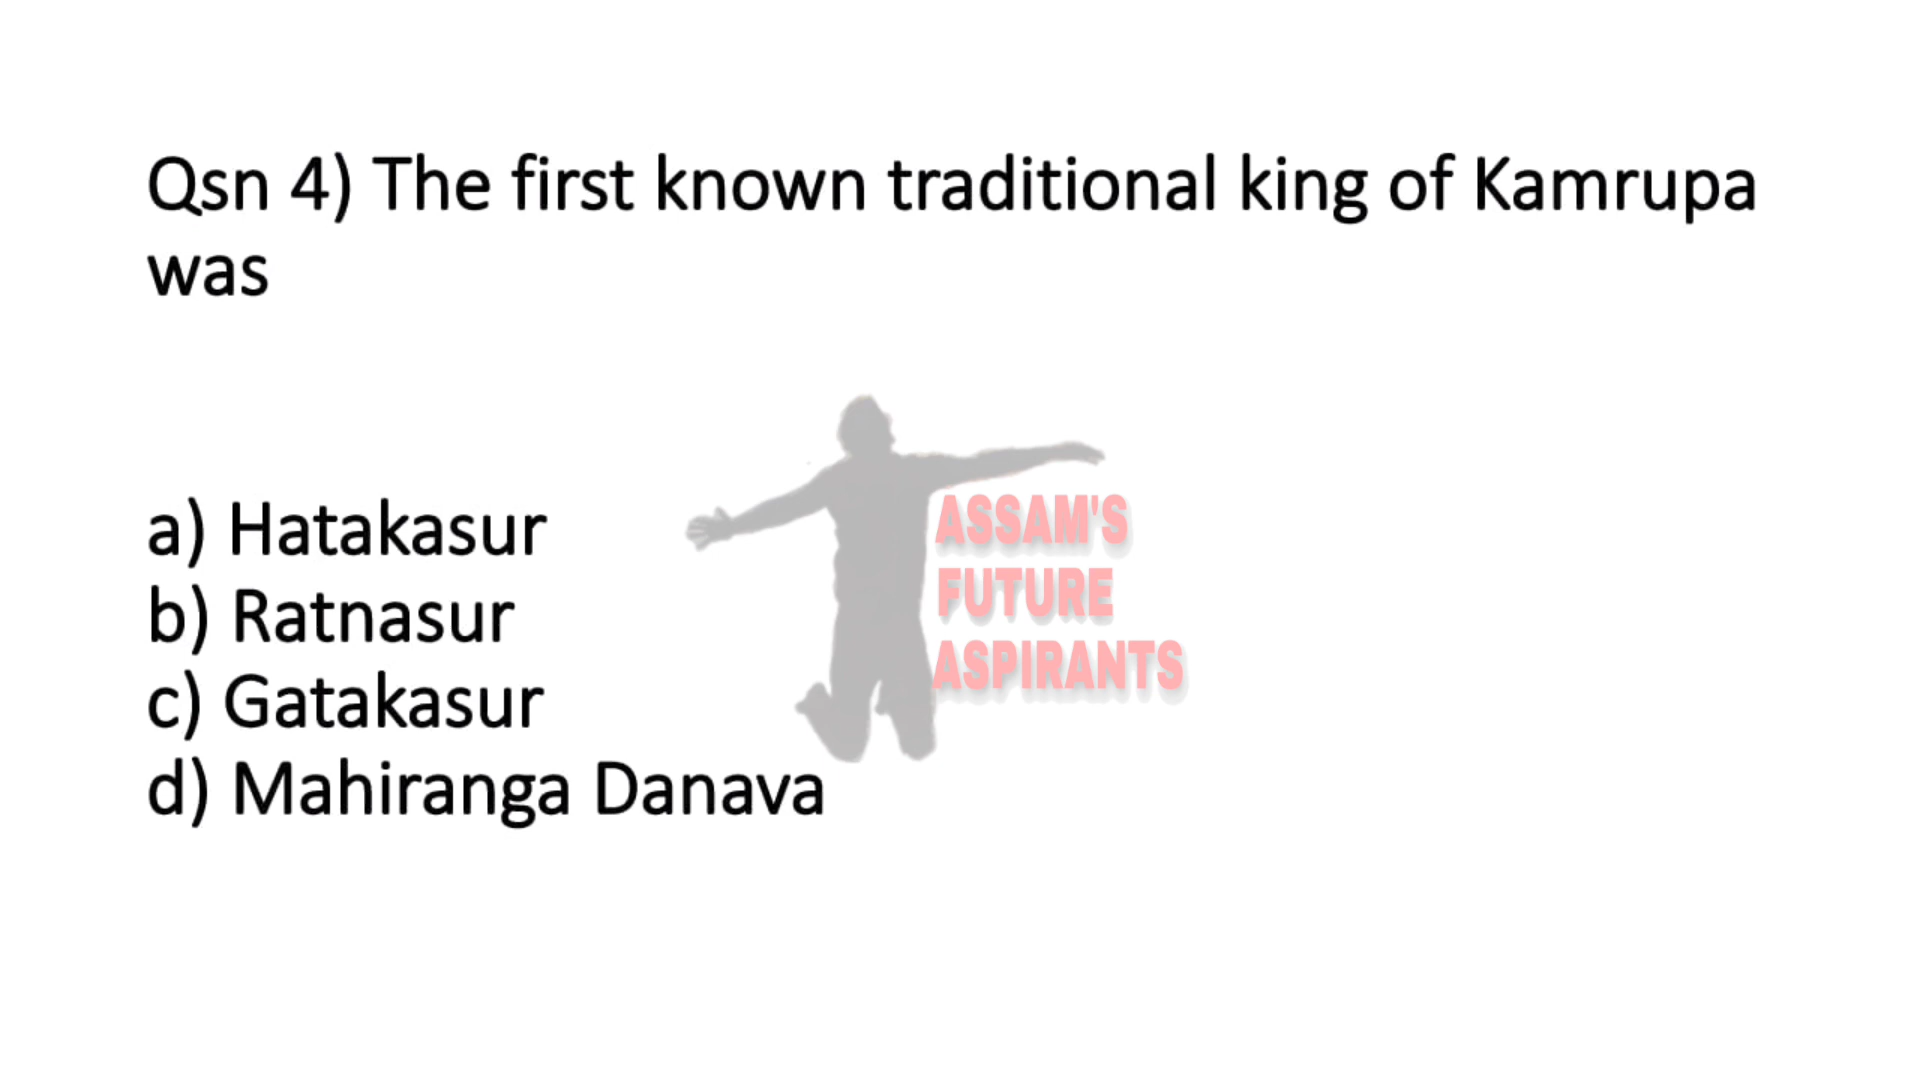 Qsn 4) The first known traditional king of Kamrupa
was
a) Hatakasur
b) Ratnasur
c) Gatakasur
d) Mahiranga Danava
ASSAM'S
FUTURE
ASPIRANTS